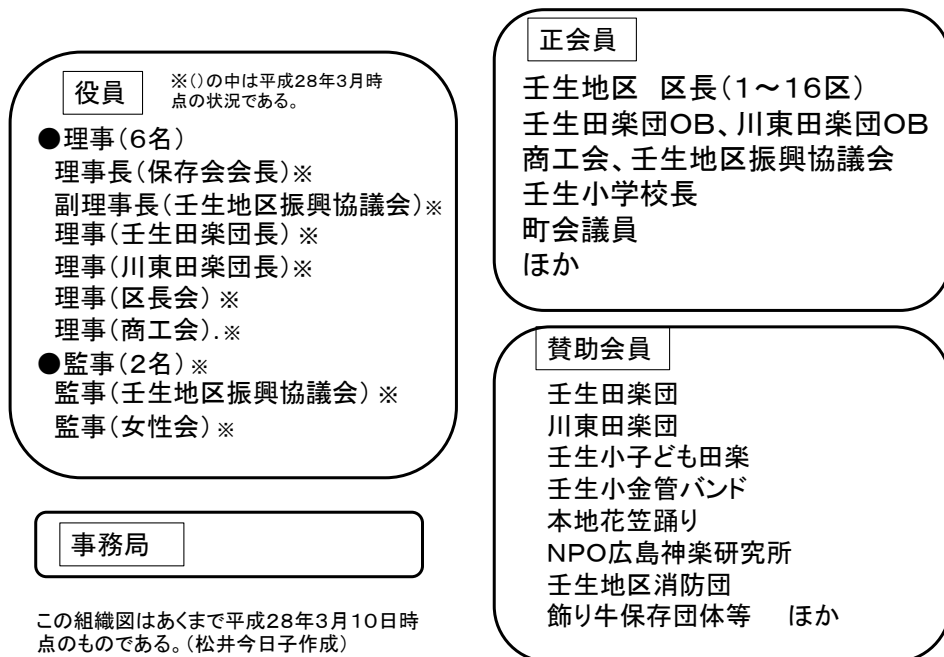 役員
※()の中は平成28年3月時
点の状況である。
●理事(6名)
理事長(保存会会長)※
副理事長(壬生地区振興協議会)※
理事(壬生田楽団長)※
理事(川東田楽団長)※
理事(区長会)※
理事(商工会).※
●監事(2名)※
監事(壬生地区振興協議会)※
監事(女性会)※
事務局
この組織図はあくまで平成28年3月10日時
点のものである。(松井今日子作成)
正会員
壬生地区　区長(1～16区)
壬生田楽団OB、川東田楽団OB
商工会、壬生地区振興協議会
壬生小学校長
町会議員
ほか
賛助会員
壬生田楽団
川東田楽団
壬生小子ども田楽
壬生小金管バンド
本地花笠踊り
NPO広島神楽研究所
壬生地区消防団
飾り牛保存団体等　ほか